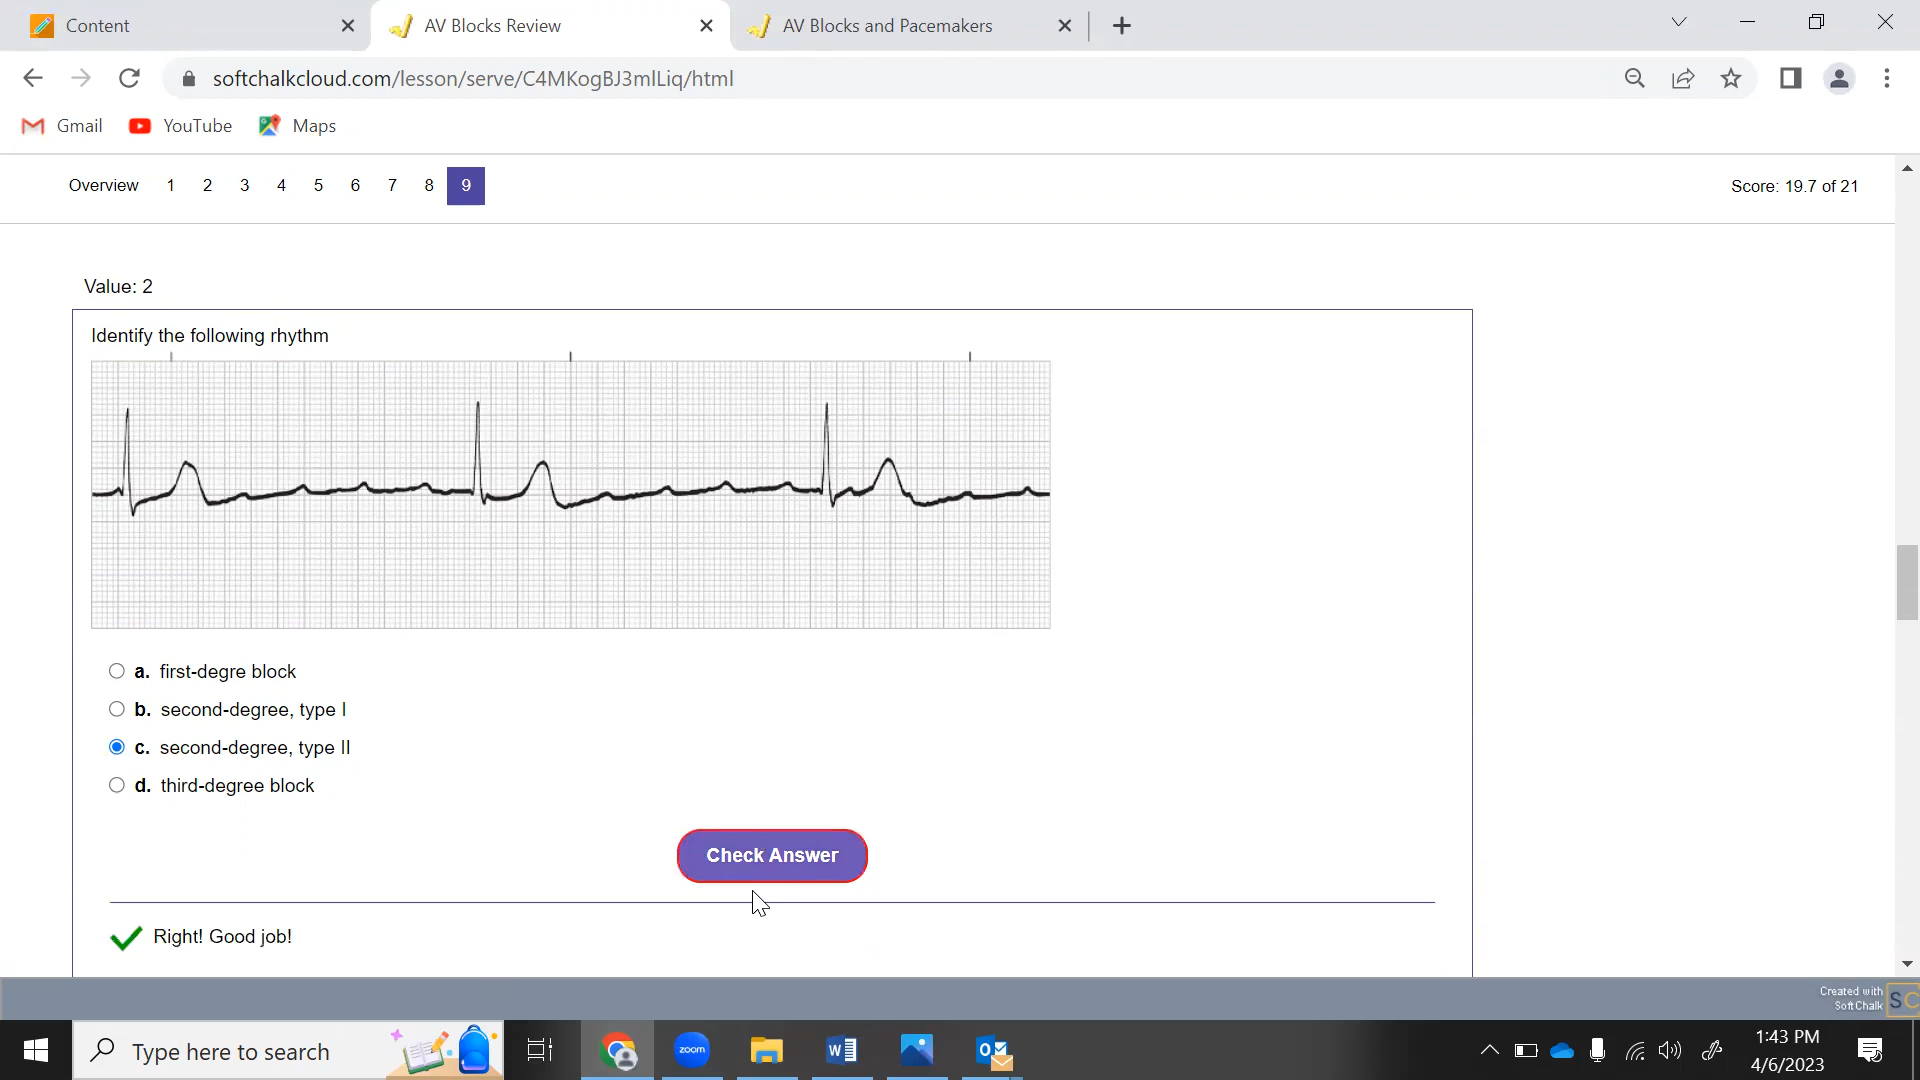 Content
AV Blocks Review
AV Blocks and Pacemakers
softchalkcloud.com/lesson/serve/C4MKogBJ3mlLiq/html
Gmail
YouTube
Maps
Overview 1 2 3 4 5 6 7 8 9
Score: 19.7 of 21
Value: 2
Identify the following rhythm
a. first-degre block
b. second-degree, type I
c. second-degree, type II
d. third-degree block
Check Answer
Right! Good job!
Created with
SoftChalk
SC
Type here to search
zoom
W
O
1:43 PM
4/6/2023